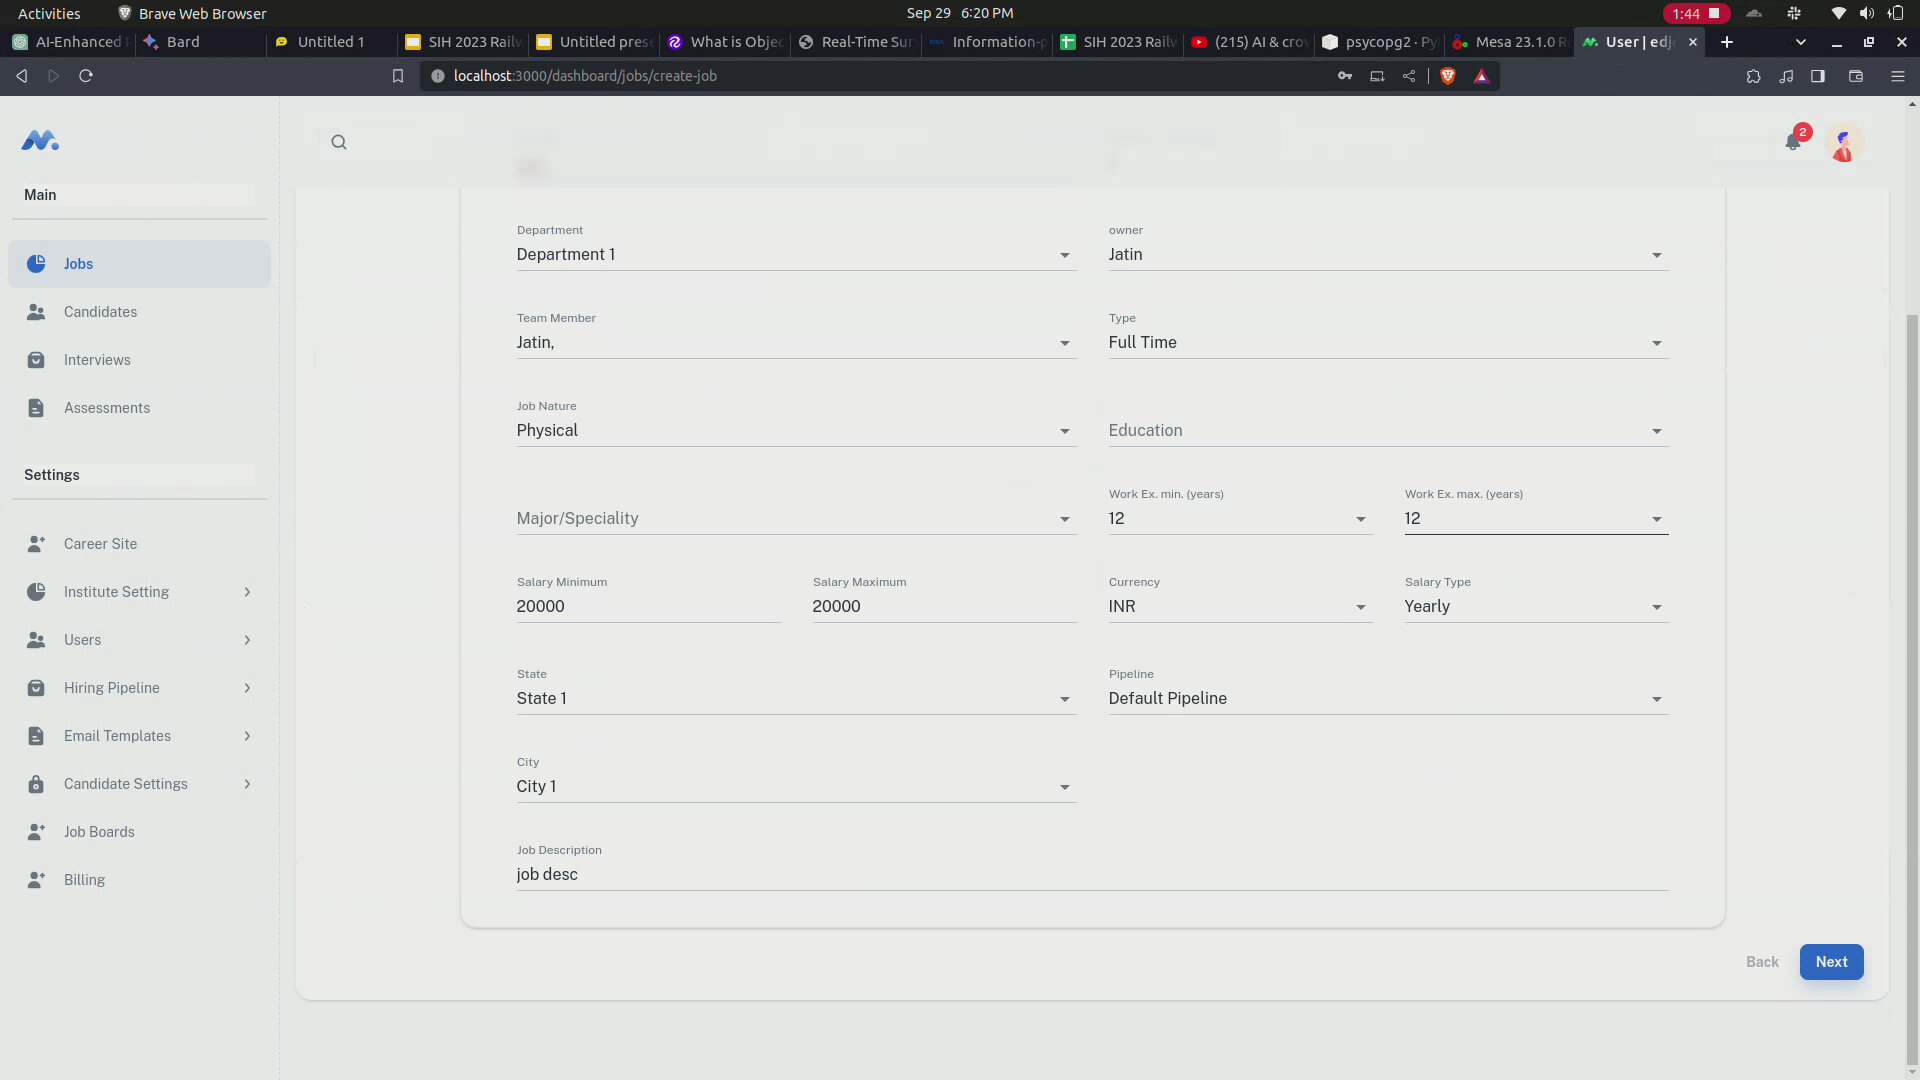 Activities
Brave Web Browser
Sep 29 6:20 PM
1:44
AI-Enhanced
Bard
Untitled 1
SIH 2023 Railw
Untitled prese
What is Objec
Real-Time Sur
Information-p
SIH 2023 Railw
(215) AI & crow
psycopg2 · Py
Mesa 23.1.0 R
User | edjo
localhost:3000/dashboard/jobs/create-job
2
Main
Jobs
Candidates
Interviews
Assessments
Settings
Career Site
Institute Setting
Users
Hiring Pipeline
Email Templates
Candidate Settings
Job Boards
Billing
Department
Department 1
owner
Jatin
Team Member
Jatin,
Type
Full Time
Job Nature
Physical
Education
Major/Speciality
Work Ex. min. (years)
12
Work Ex. max. (years)
12
Salary Minimum
20000
Salary Maximum
20000
Currency
INR
Salary Type
Yearly
State
State 1
Pipeline
Default Pipeline
City
City 1
Job Description
job desc
Back
Next